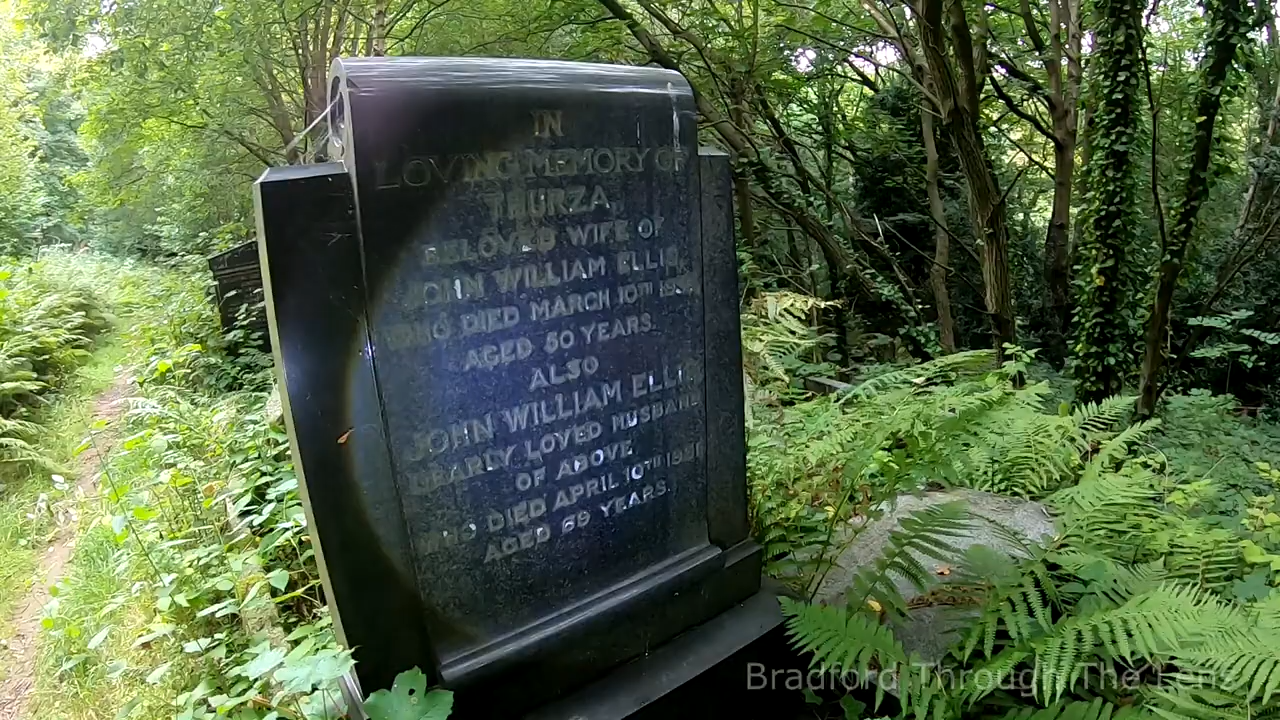 IN
LOVING MEMORY OF
THURZA,
BELOVED WIFE OF
JOHN WILLIAM ELLIS,
WHO DIED MARCH 10TH
AGED 50 YEARS.
ALSO
JOHN WILLIAM ELLIS
DEARLY LOVED HUSBAND
OF ABOVE
WHO DIED APRIL 10TH 1931
AGED 69 YEARS.
Bradford Through The Lens